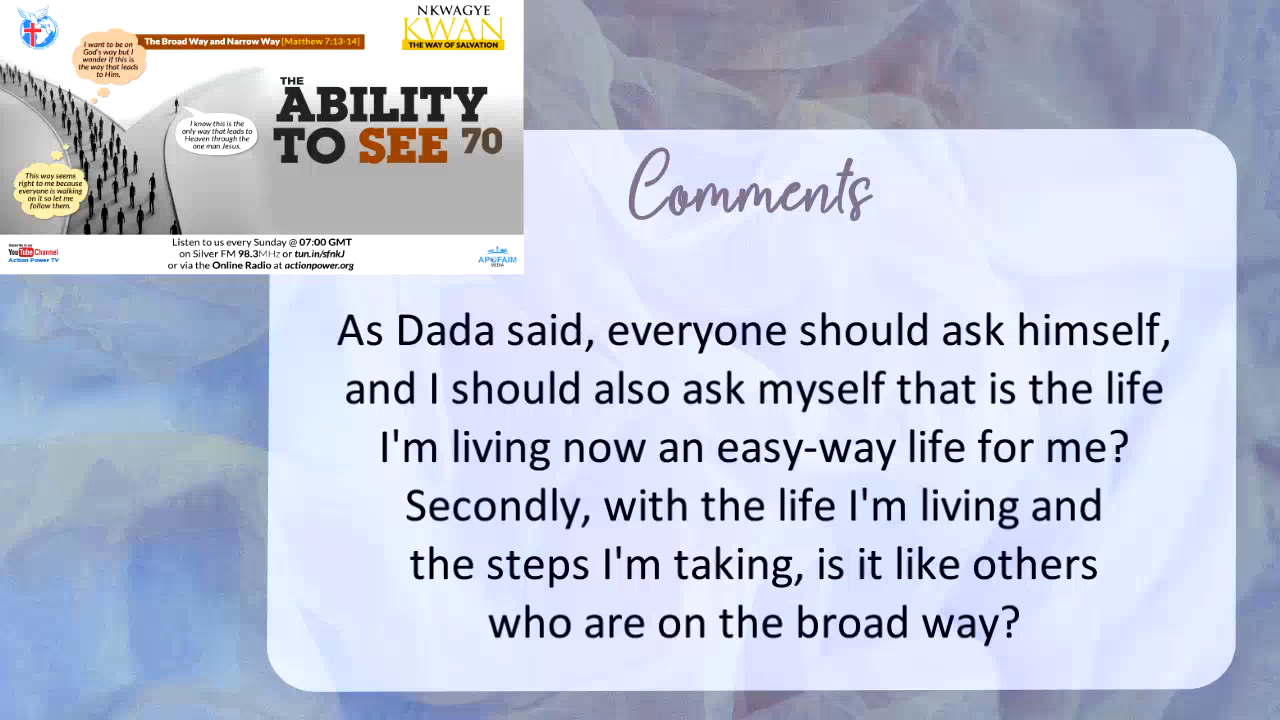 NKWAGYE
KWAN
THE WAY OF SALVATION
The Broad Way and Narrow Way [Matthew 7:13-14]
I want to be on
God's way but I
wonder if this is
the way that leads
to Him.
I know this is the
only way that leads to
Heaven through the
one man Jesus.
This way seems
right to me because
everyone is walking
on it so let me
follow them.
THE
ABILITY
TO SEE 70
Listen to us every Sunday @ 07:00 GMT
on Silver FM 98.3MHz or tun.in/sfnkJ
or via the Online Radio at actionpower.org
YouTube Channel
Action Power TV
APOFAIM
WDA
Comments
As Dada said, everyone should ask himself,
and I should also ask myself that is the life
I'm living now an easy-way life for me?
Secondly, with the life I'm living and
the steps I'm taking, is it like others
who are on the broad way?